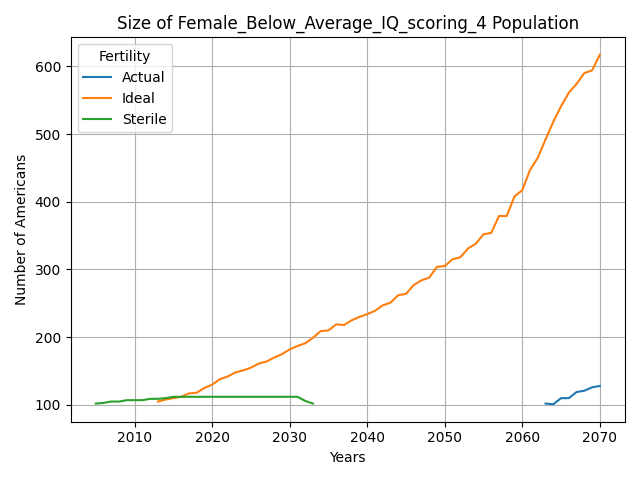 Size of Female_Below_Average_IQ_scoring_4 Population
Fertility
Actual
Ideal
Sterile
Number of Americans
600
500
400
300
200
100
2010 2020 2030 2040 2050 2060 2070
Years